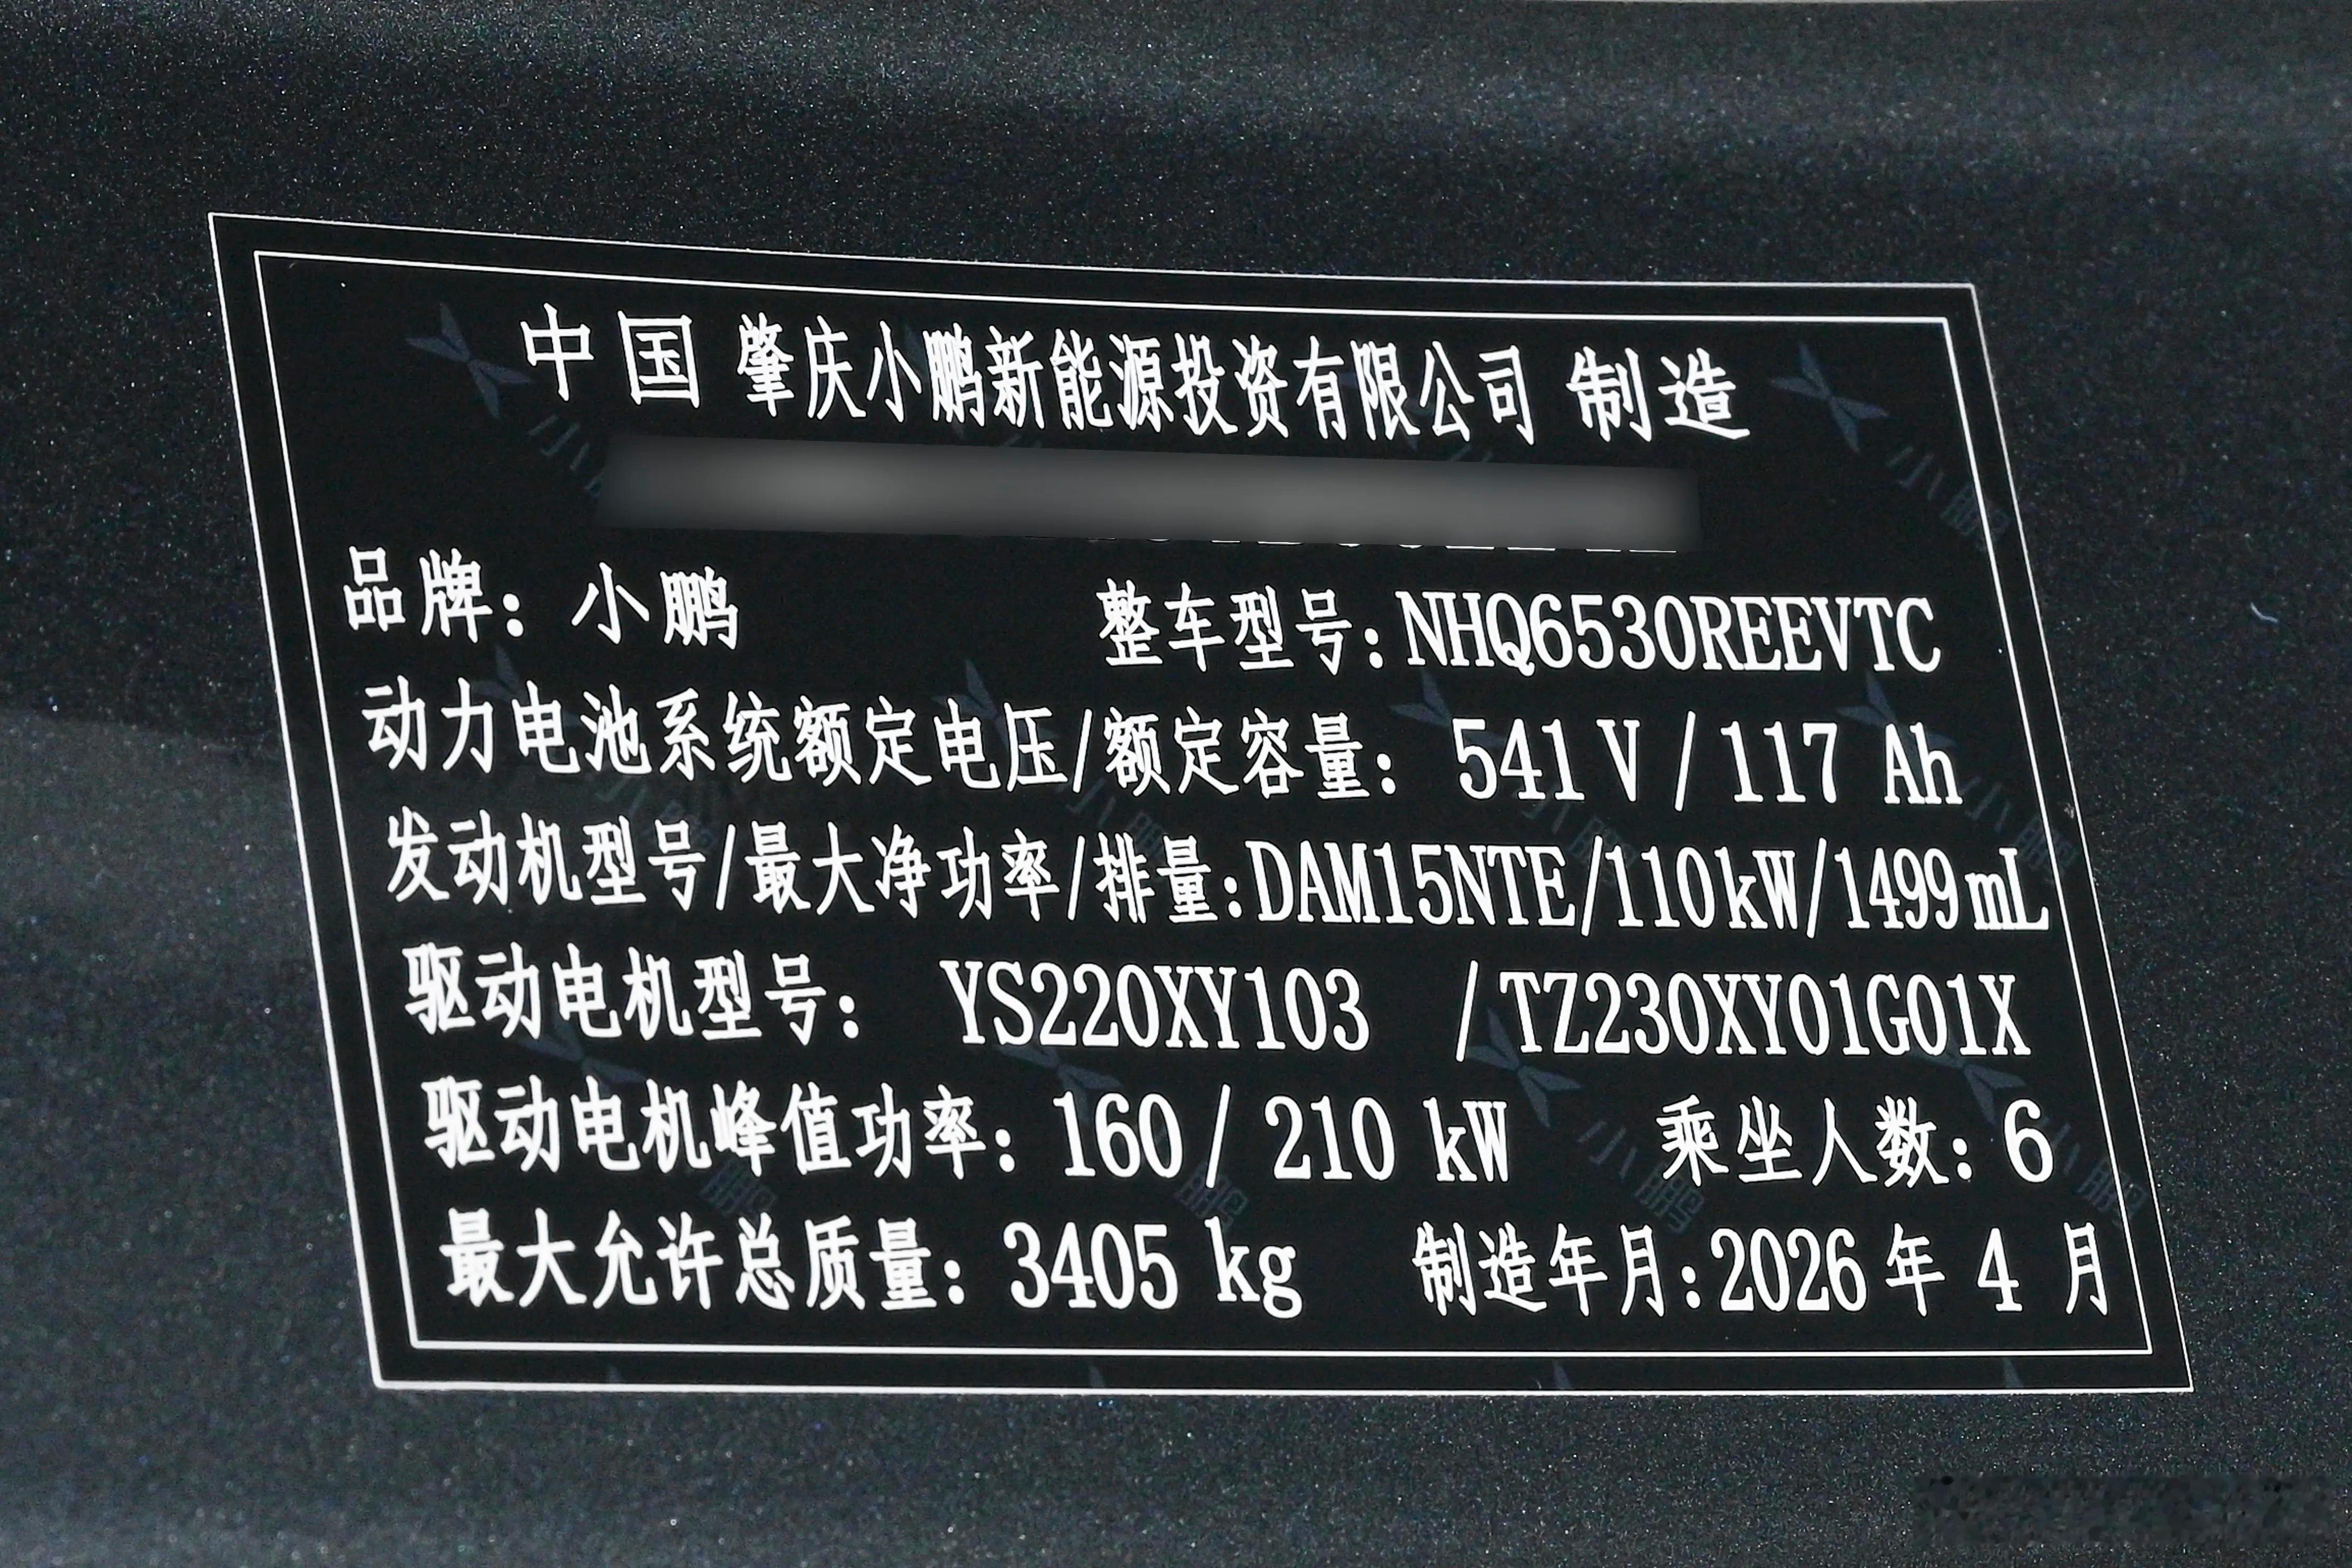 中国 肇庆小鹏新能源投资有限公司 制造
品牌：小鹏 整车型号：NHQ6530REEVTC
动力电池系统额定电压/额定容量： 541 V / 117 Ah
发动机型号/最大净功率/排量：DAM15NTE/110kW/1499mL
驱动电机型号： YS220XY103 /TZ230XY01G01X
驱动电机峰值功率：160 / 210 kW 乘坐人数：6
最大允许总质量：3405 kg 制造年月：2026 年 4 月